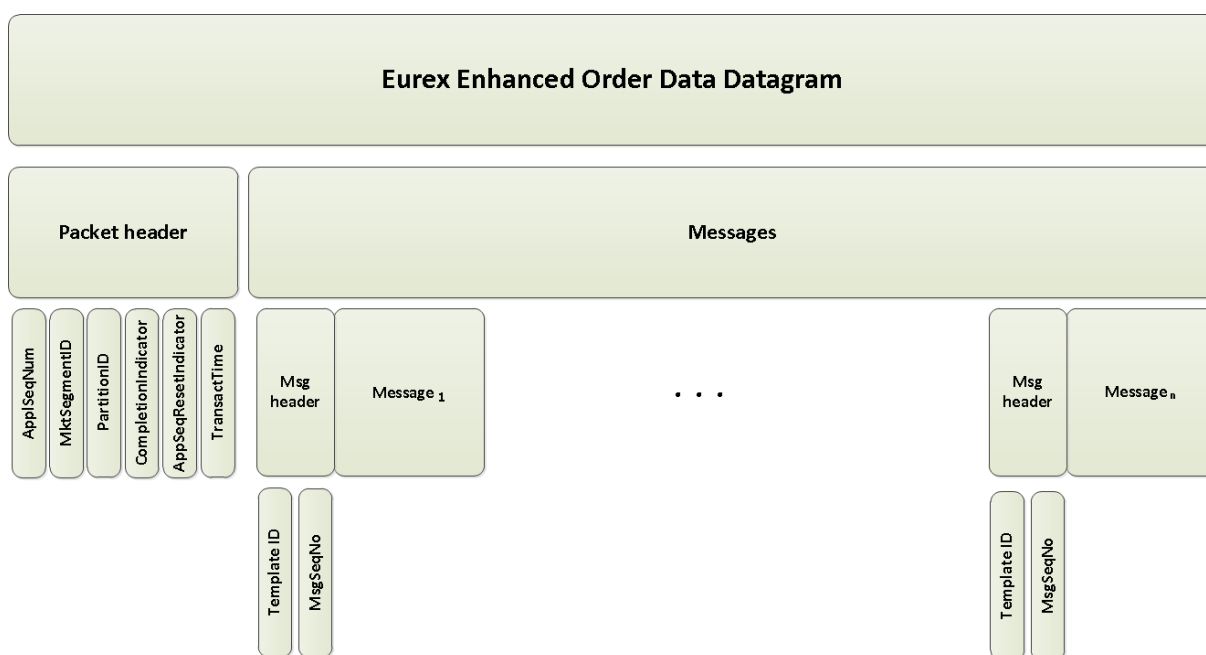 Eurex Enhanced Order Data Datagram
Packet header
Messages
ApplSeqNum
MktSegmentID
PartitionID
CompletionIndicator
AppSeqResetIndicator
TransactTime
Msg
header
Message 1
. . .
Msg
header
Message n
Template ID
MsgSeqNo
Template ID
MsgSeqNo